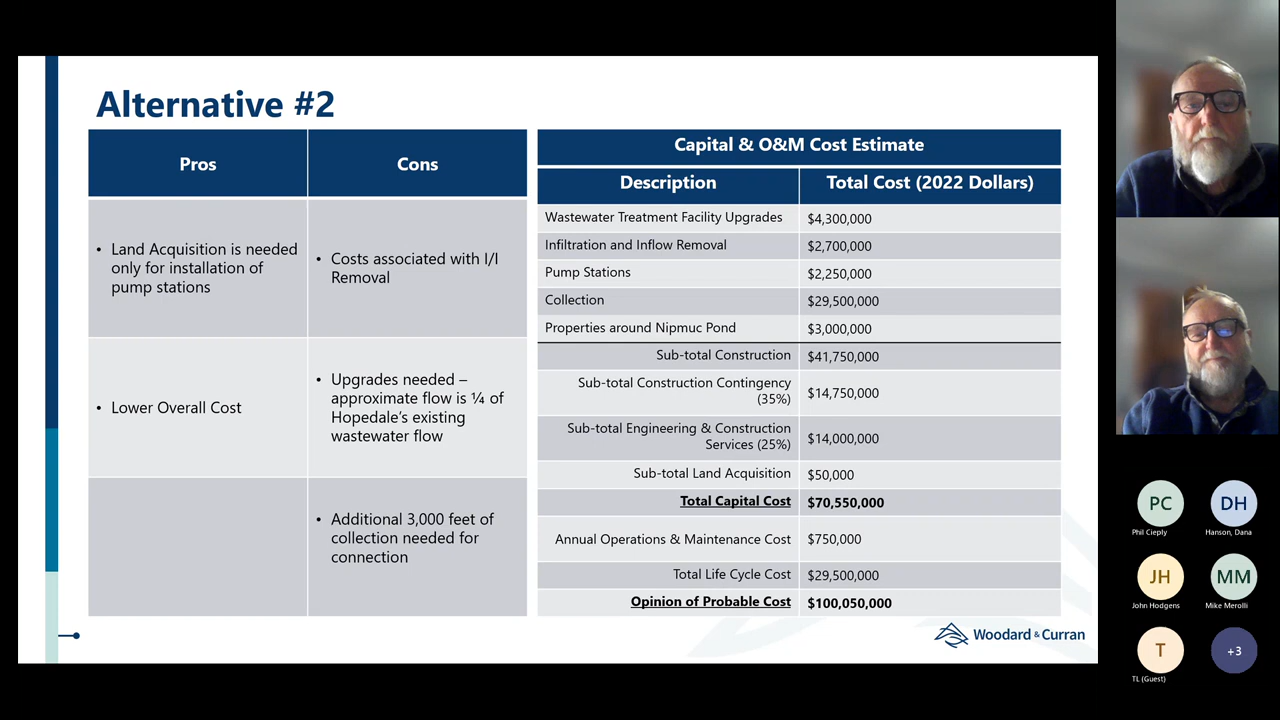 Alternative #2
Pros
Cons
• Land Acquisition is needed
only for installation of
pump stations
• Costs associated with I/I
Removal
• Lower Overall Cost
• Upgrades needed –
approximate flow is ¼ of
Hopedale's existing
wastewater flow
• Additional 3,000 feet of
collection needed for
connection
Capital & O&M Cost Estimate
Description Total Cost (2022 Dollars)
Wastewater Treatment Facility Upgrades $4,300,000
Infiltration and Inflow Removal $2,700,000
Pump Stations $2,250,000
Collection $29,500,000
Properties around Nipmuc Pond $3,000,000
Sub-total Construction $41,750,000
Sub-total Construction Contingency
(35%) $14,750,000
Sub-total Engineering & Construction
Services (25%) $14,000,000
Sub-total Land Acquisition $50,000
Total Capital Cost $70,550,000
Annual Operations & Maintenance Cost $750,000
Total Life Cycle Cost $29,500,000
Opinion of Probable Cost $100,050,000
Woodard & Curran
PC DH
Phil Cieply Hanson, Dana
JH MM
John Hodgens Mike Merolli
T +3
TL (Guest)